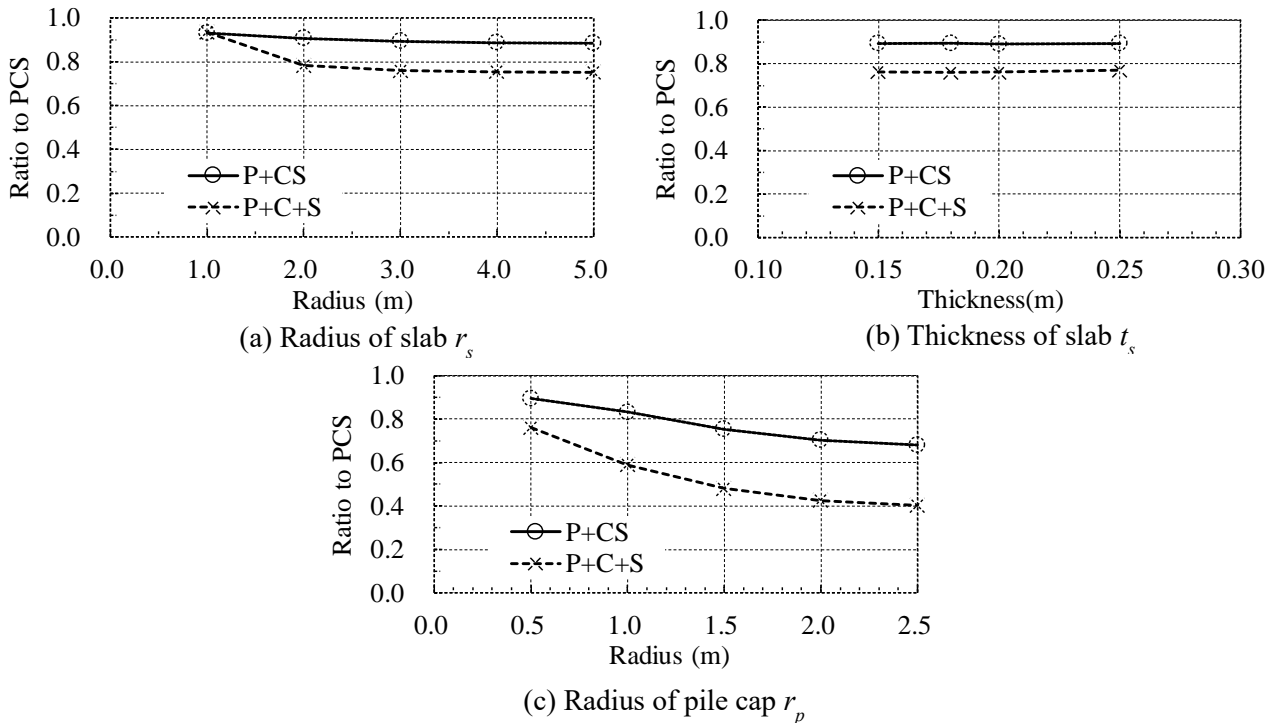 1.0
0.8
0.6
0.4
0.2
0.0
Ratio to PCS
P+CS
P+C+S
0.0 1.0 2.0 3.0 4.0 5.0
Radius (m)
(a) Radius of slab r_s
1.0
0.8
0.6
0.4
0.2
0.0
Ratio to PCS
P+CS
P+C+S
0.10 0.15 0.20 0.25 0.30
Thickness(m)
(b) Thickness of slab t_s
1.0
0.8
0.6
0.4
0.2
0.0
Ratio to PCS
P+CS
P+C+S
0.0 0.5 1.0 1.5 2.0 2.5
Radius (m)
(c) Radius of pile cap r_p